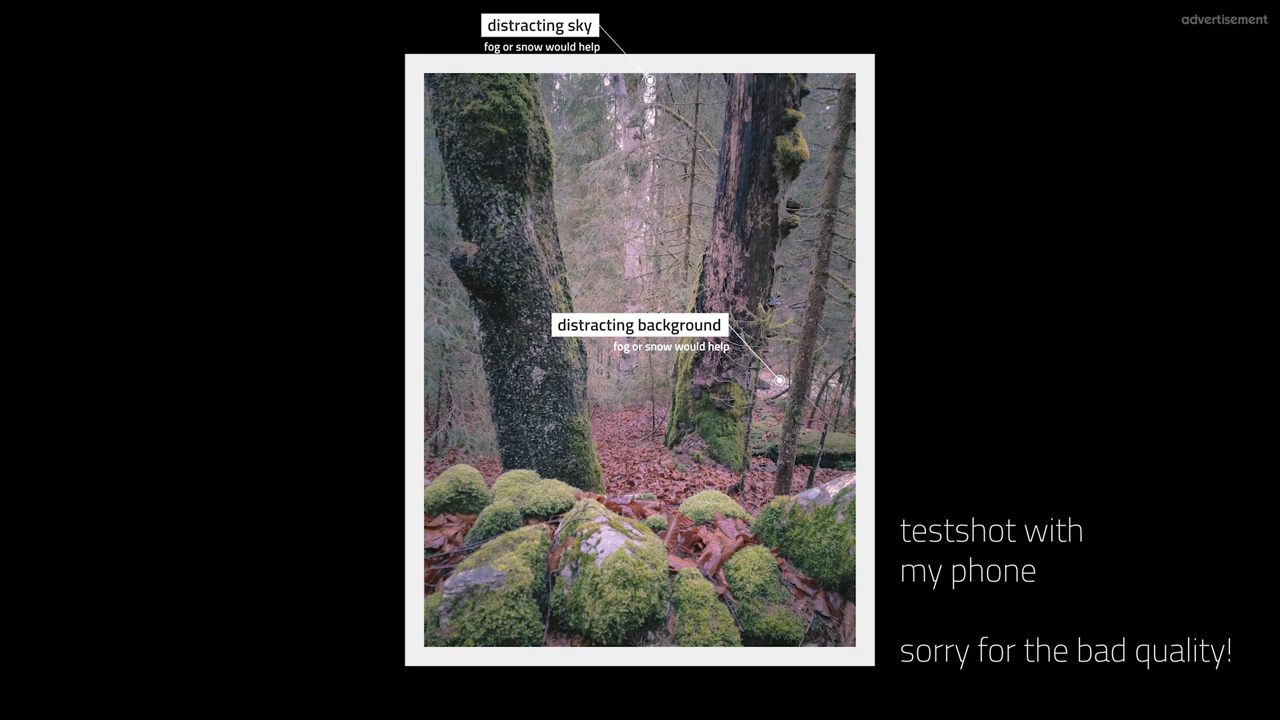 advertisement
distracting sky
fog or snow would help
distracting background
fog or snow would help
testshot with
my phone
sorry for the bad quality!